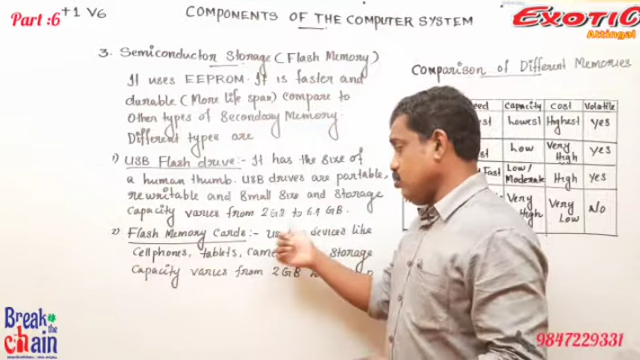 Part :6
+1 V6
COMPONENTS OF THE COMPUTER SYSTEM
EXOTIC
Attingal
3. Semiconductor Storage (Flash Memory)
It uses EEPROM. It is faster and
durable (More life span) compare to
Other types of Secondary Memory.
Different types are
1) USB Flash drive:- It has the size of
a human thumb. USB drives are portable,
rewritable and Small Size and Storage
Capacity varies from 2GB to 64 GB.
2) Flash Memory Cards:- devices like
Cellphones, tablets, Storage
Capacity varies from 2GB
Comparison of Different Memories
Capacity Cost Volatile
Lowest Highest Yes
Low Very High Yes
Fast Low/Moderate High Yes
Very High Very Low No
Break the chain
9847229331